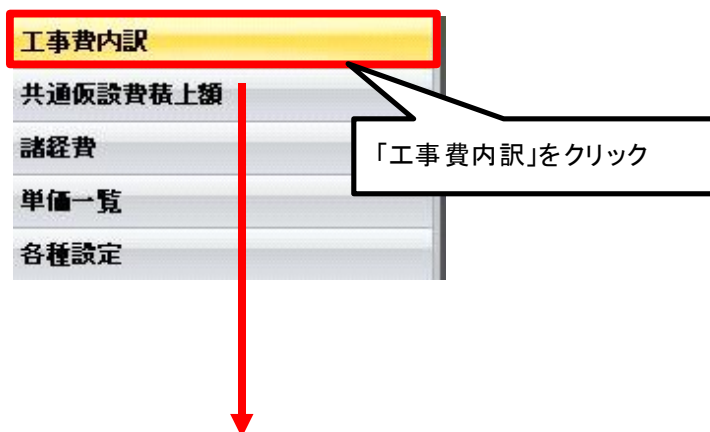 工事費内訳
共通仮設費積上額
諸経費
「工事費内訳」をクリック
単価一覧
各種設定